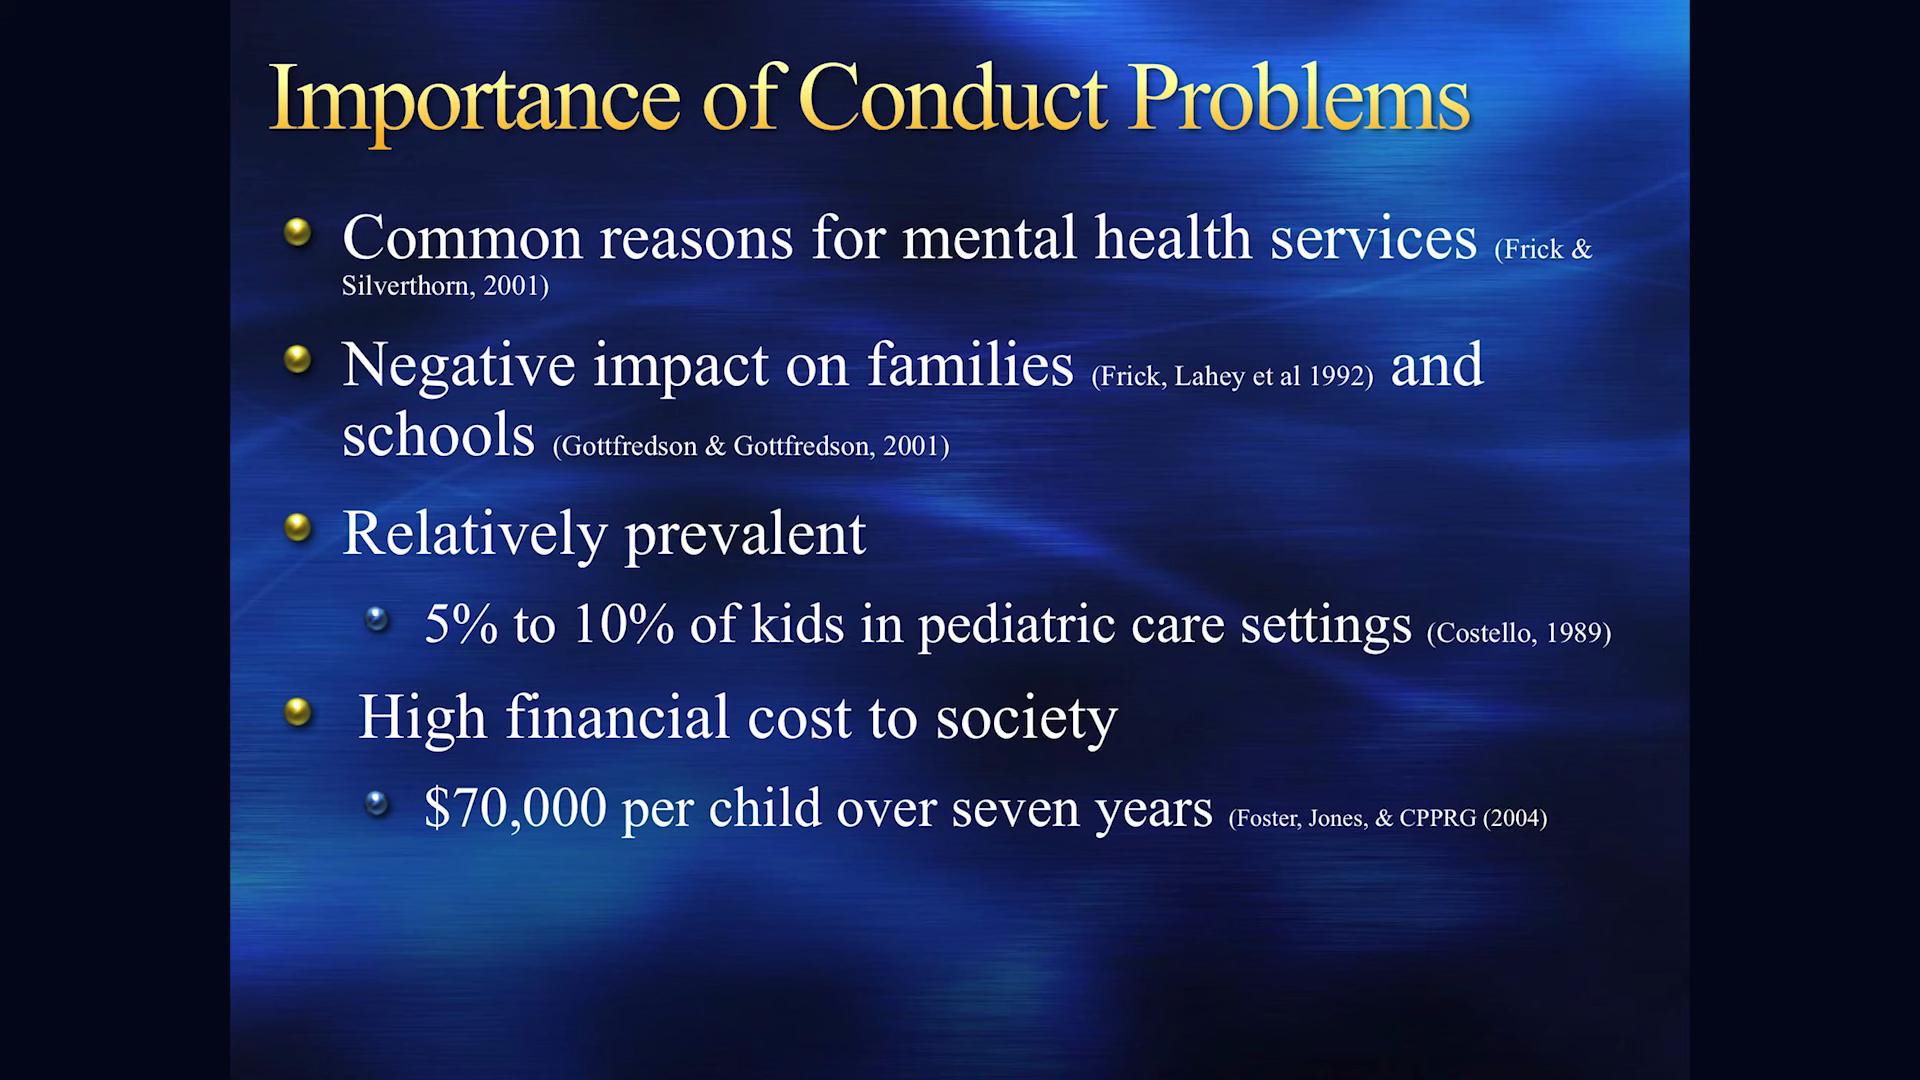 Importance of Conduct Problems
Common reasons for mental health services (Frick &
Silverthorn, 2001)
Negative impact on families (Frick, Lahey et al 1992) and
schools (Gottfredson & Gottfredson, 2001)
Relatively prevalent
5% to 10% of kids in pediatric care settings (Costello, 1989)
High financial cost to society
$70,000 per child over seven years (Foster, Jones, & CPPRG (2004)